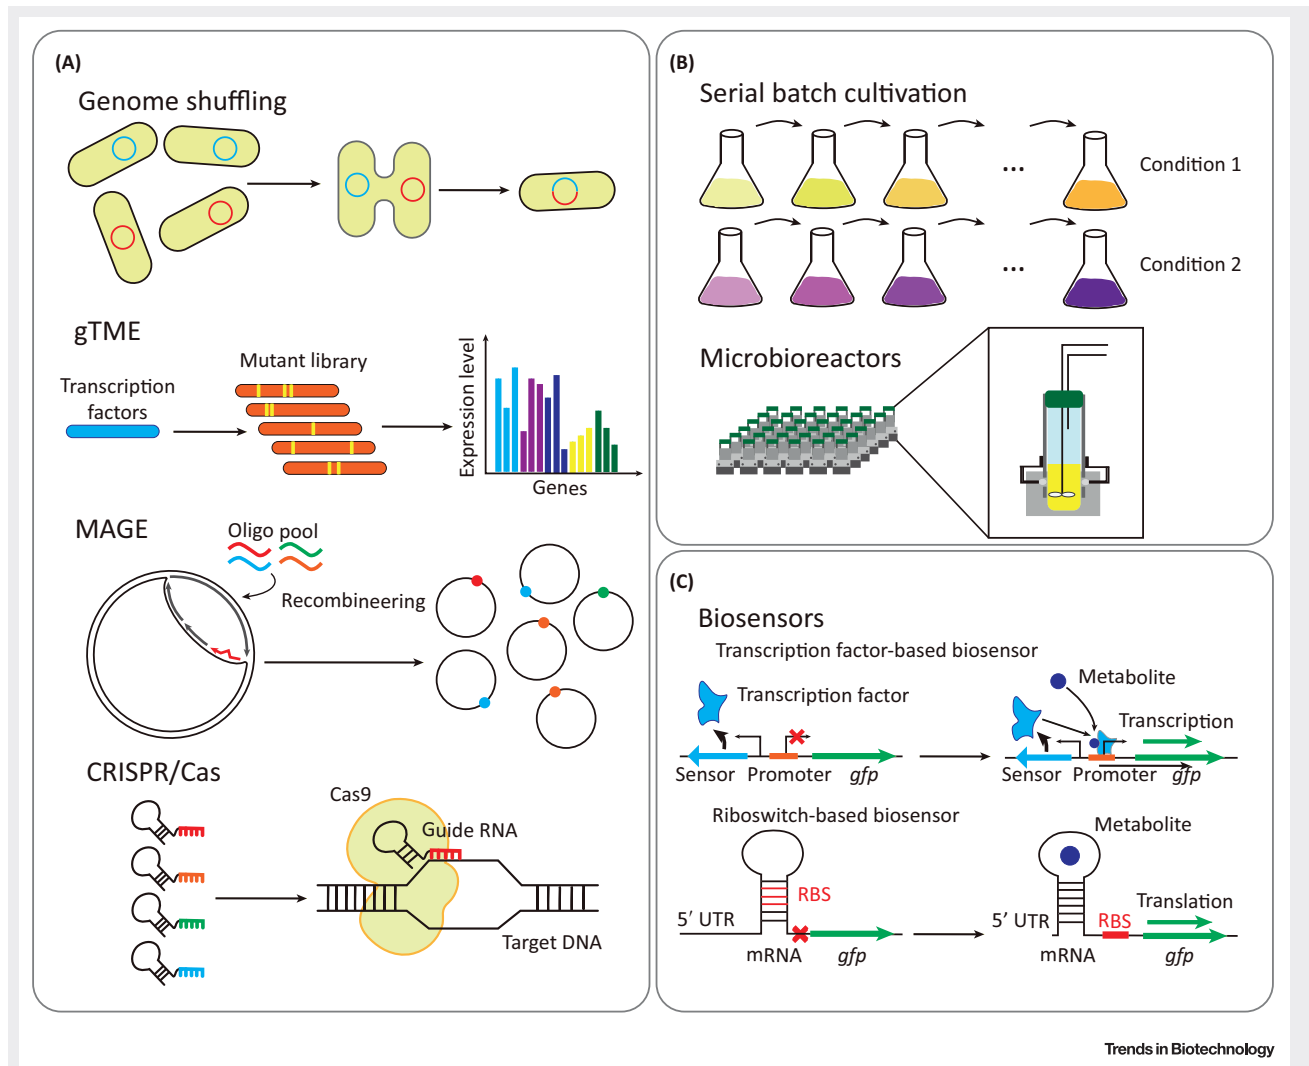 (A)
Genome shuffling
gTME
Transcription
factors
Mutant library
Expression level
Genes
MAGE
Oligo pool
Recombineering
CRISPR/Cas
Cas9
Guide RNA
Target DNA
(B)
Serial batch cultivation
...
Condition 1
...
Condition 2
Microbioreactors
(C)
Biosensors
Transcription factor-based biosensor
Transcription factor
Sensor
Promoter
gfp
Metabolite
Transcription
Sensor
Promoter
gfp
Riboswitch-based biosensor
RBS
5′ UTR
mRNA
gfp
Metabolite
Translation
5′ UTR
RBS
mRNA
gfp
Trends in Biotechnology